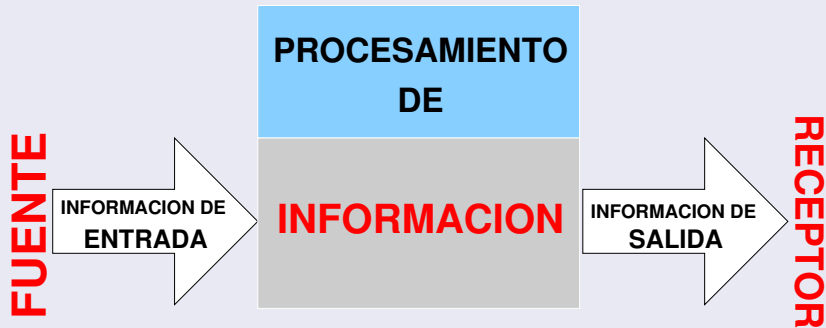 FUENTE
INFORMACION DE
ENTRADA
PROCESAMIENTO
DE
INFORMACION
INFORMACION DE
SALIDA
RECEPTOR